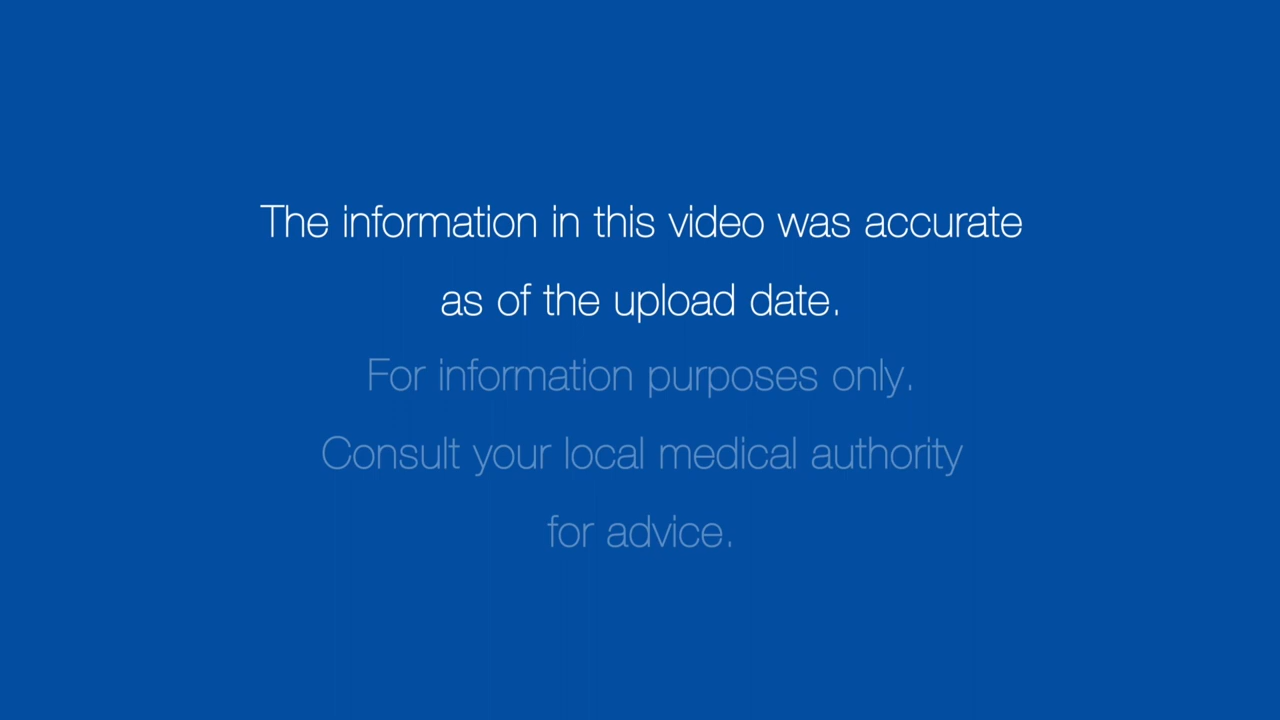 The information in this video was accurate
as of the upload date.
For information purposes only.
Consult your local medical authority
for advice.